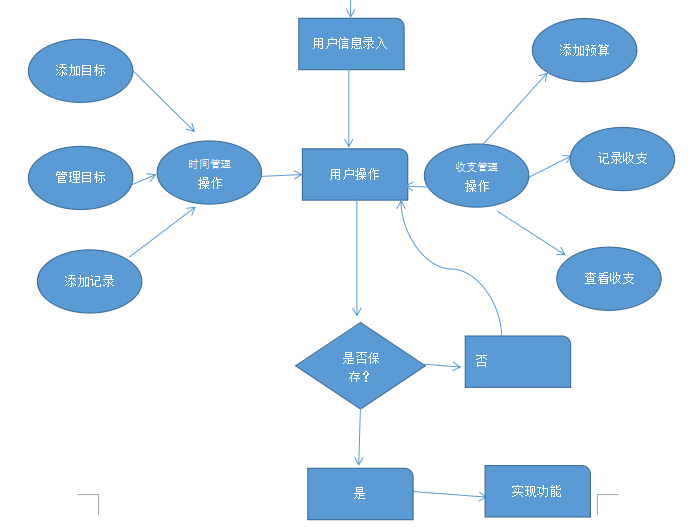 用户信息录入
添加预算
添加目标
时间管理
操作
用户操作
收支管理
操作
记录收支
管理目标
添加记录
查看收支
是否保
存？
否
是
实现功能